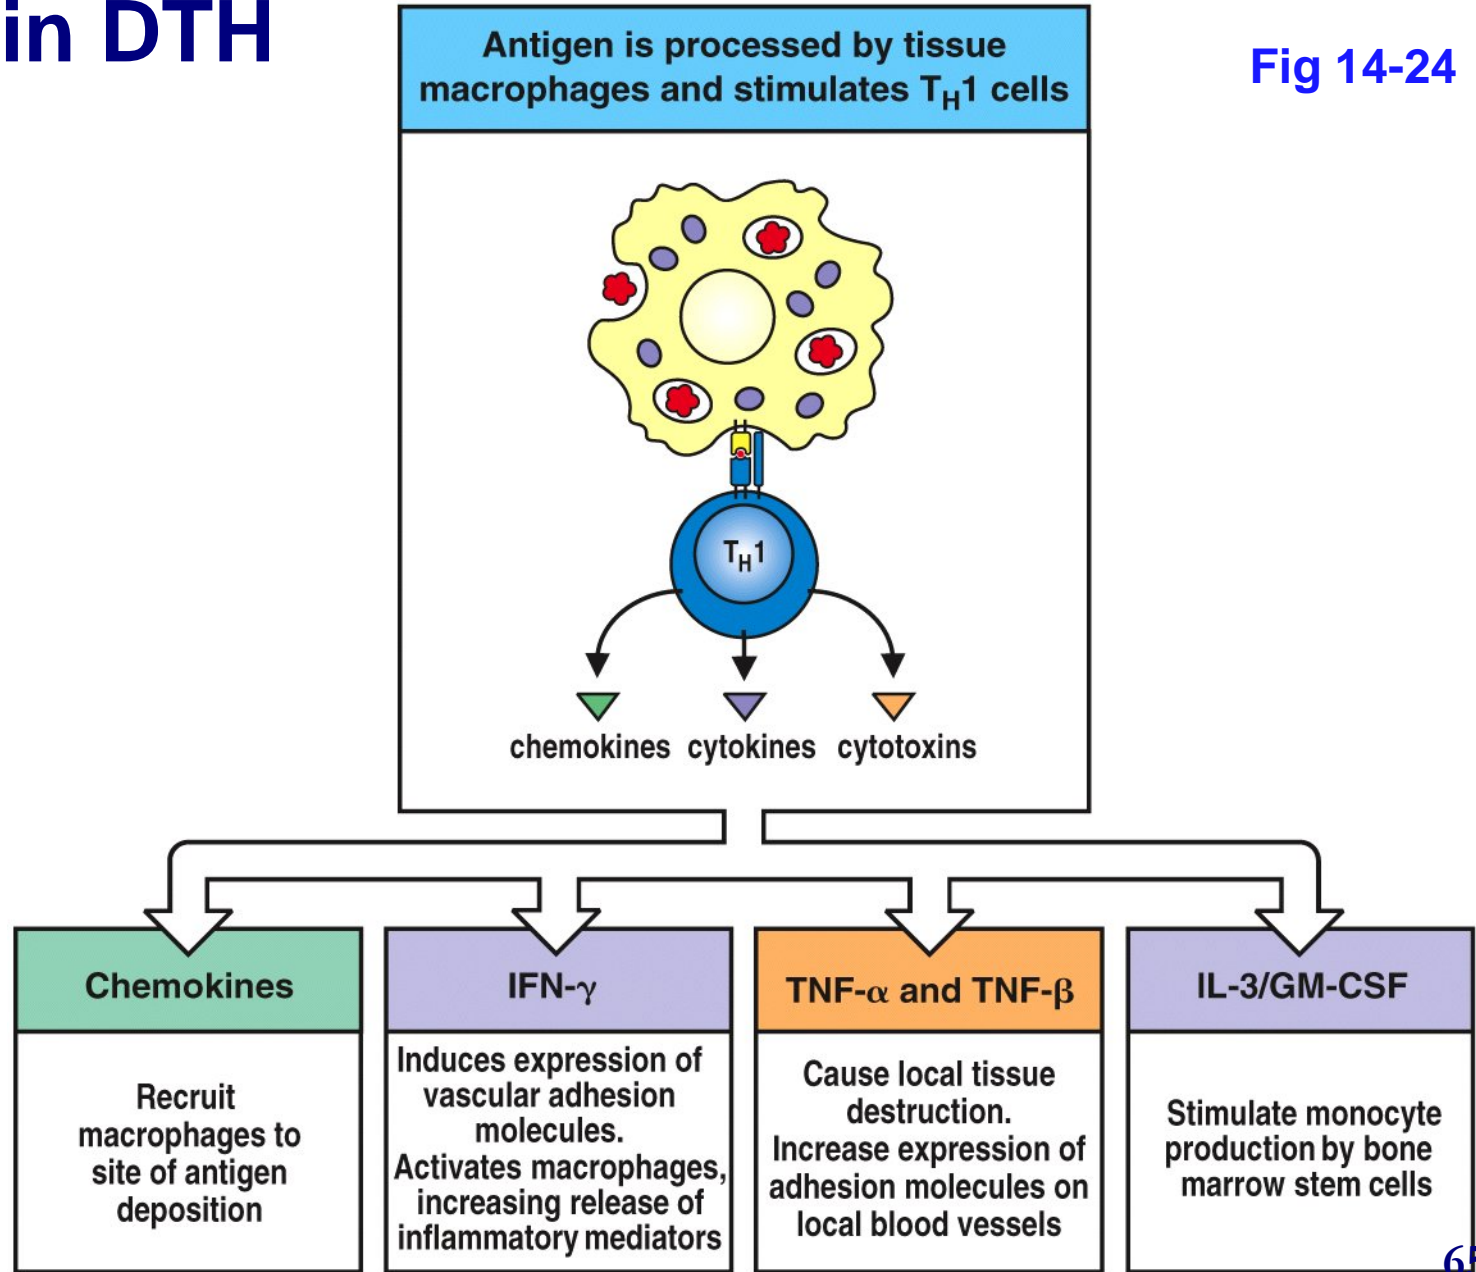 in DTH
Fig 14-24
Antigen is processed by tissue
macrophages and stimulates TH1 cells
TH1
chemokines cytokines cytotoxins
Chemokines
Recruit
macrophages to
site of antigen
deposition
IFN-γ
Induces expression of
vascular adhesion
molecules.
Activates macrophages,
increasing release of
inflammatory mediators
TNF-α and TNF-β
Cause local tissue
destruction.
Increase expression of
adhesion molecules on
local blood vessels
IL-3/GM-CSF
Stimulate monocyte
production by bone
marrow stem cells